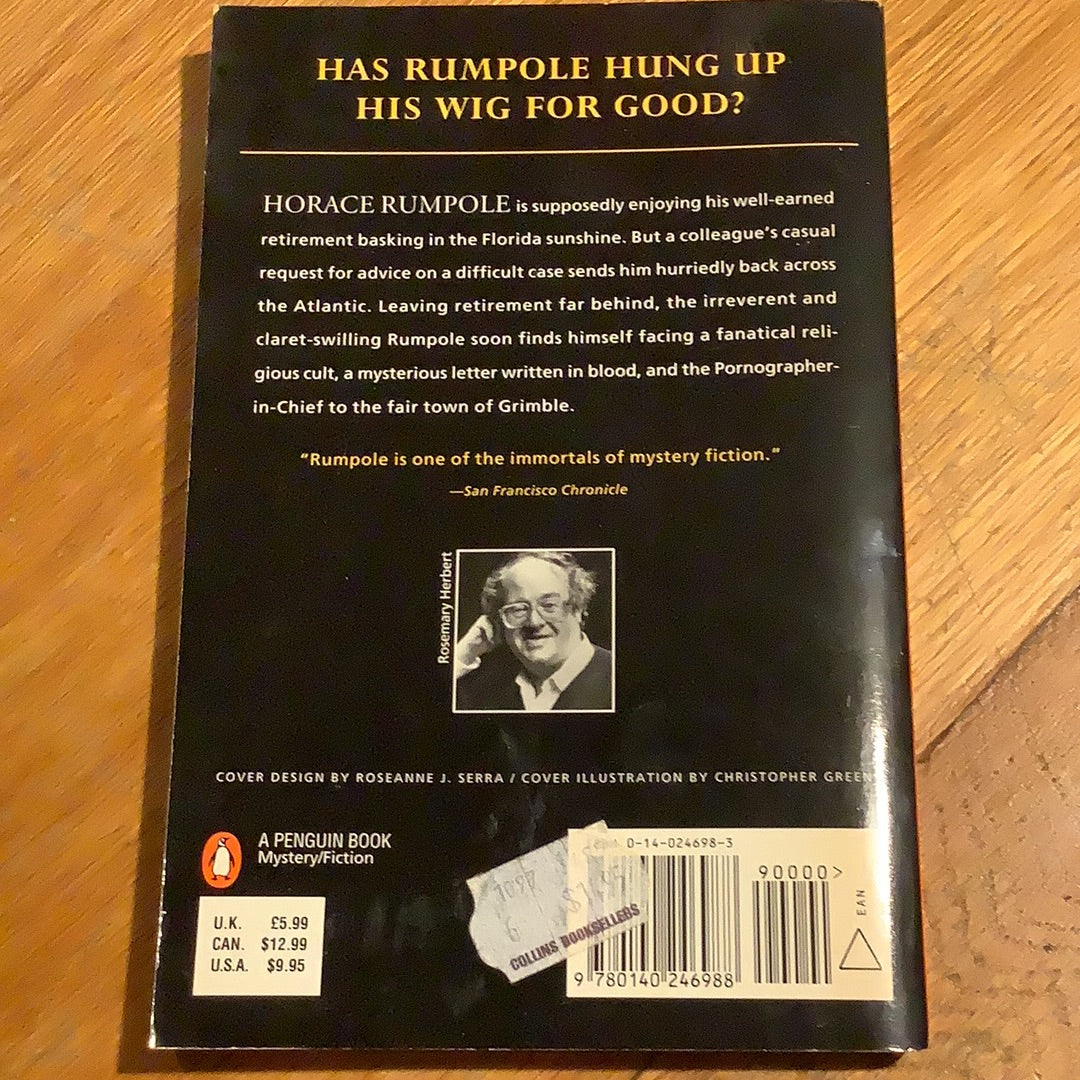 HAS RUMPOLE HUNG UP
HIS WIG FOR GOOD?
HORACE RUMPOLE is supposedly enjoying his well-earned
retirement basking in the Florida sunshine. But a colleague's casual
request for advice on a difficult case sends him hurriedly back across
the Atlantic. Leaving retirement far behind, the irreverent and
claret-swilling Rumpole soon finds himself facing a fanatical reli-
gious cult, a mysterious letter written in blood, and the Pornographer-
in-Chief to the fair town of Grimble.
"Rumpole is one of the immortals of mystery fiction."
—San Francisco Chronicle
Rosemary Herbert
COVER DESIGN BY ROSEANNE J. SERRA / COVER ILLUSTRATION BY CHRISTOPHER GREEN
A PENGUIN BOOK
Mystery/Fiction
U.K. £5.99
CAN. $12.99
U.S.A. $9.95
COLLINS BOOKSELLERS
0-14-024698-3
90000>
EAN
9 780140 246988